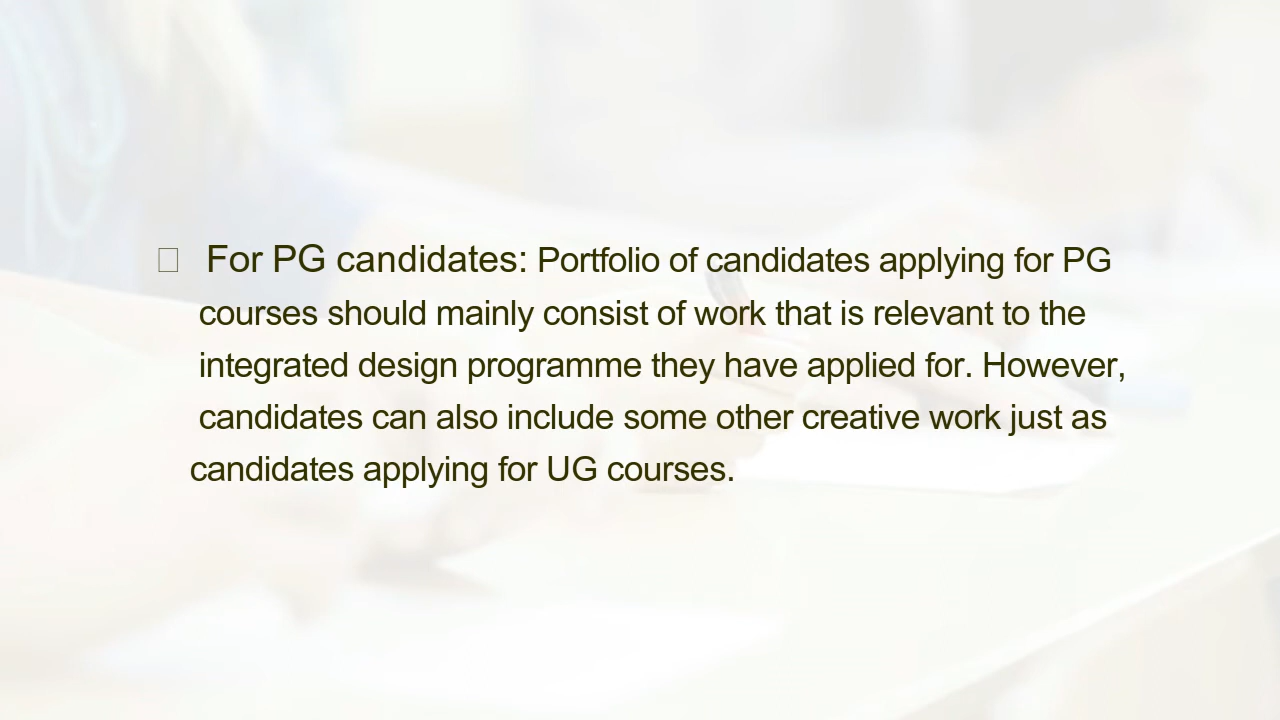 For PG candidates: Portfolio of candidates applying for PG
courses should mainly consist of work that is relevant to the
integrated design programme they have applied for. However,
candidates can also include some other creative work just as
candidates applying for UG courses.